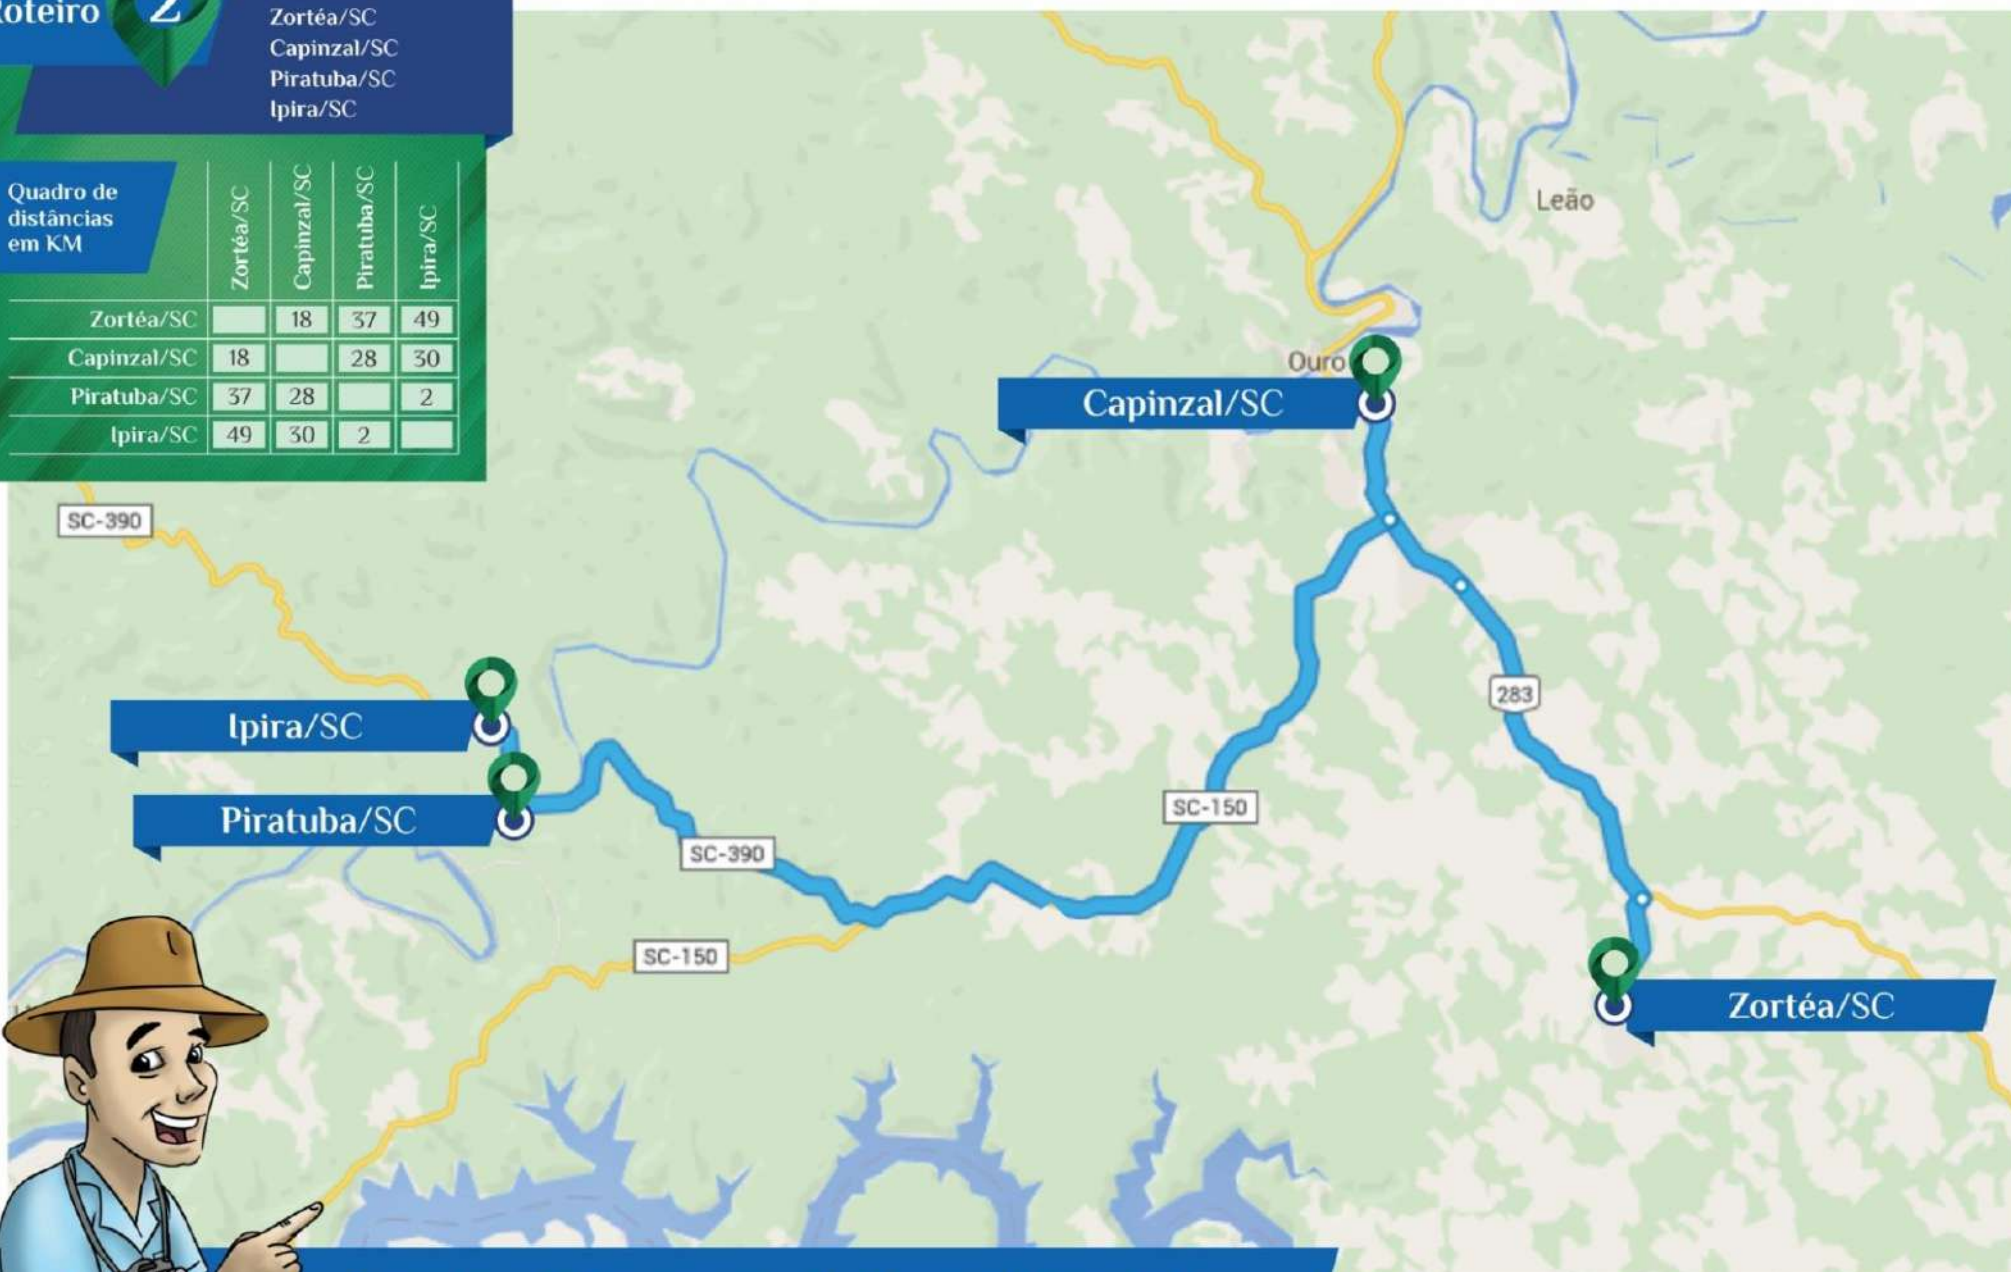 Roteiro 2
Zortéa/SC
Capinzal/SC
Piratuba/SC
Ipira/SC
Quadro de
distâncias
em KM
Zortéa/SC Capinzal/SC Piratuba/SC Ipira/SC
Zortéa/SC 18 37 49
Capinzal/SC 18 28 30
Piratuba/SC 37 28 2
Ipira/SC 49 30 2
Leão
Ouro
Capinzal/SC
SC-390
283
Ipira/SC
SC-150
Piratuba/SC
SC-390
SC-150
Zortéa/SC